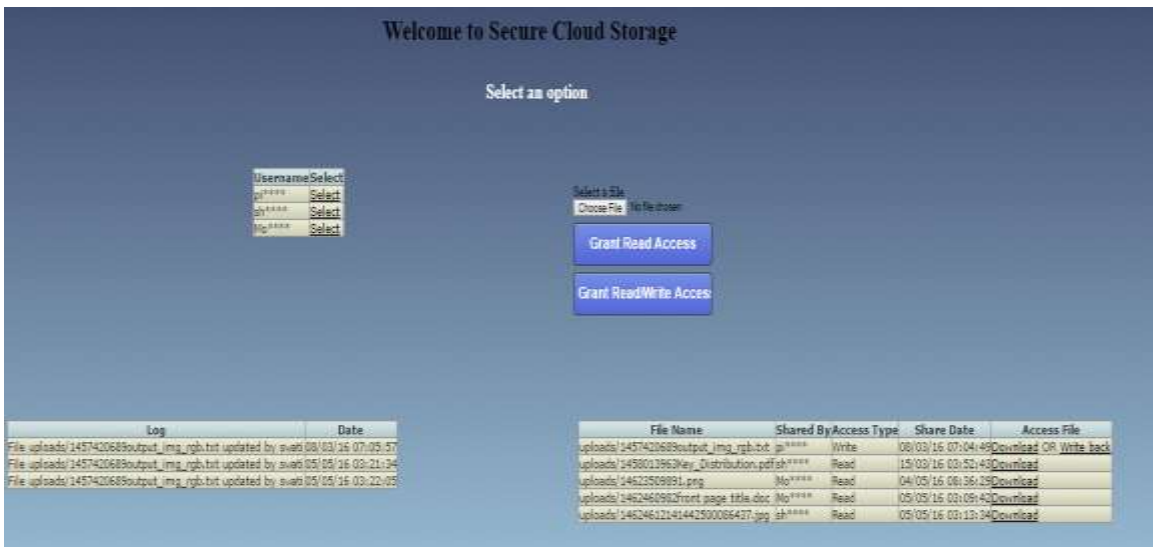 Welcome to Secure Cloud Storage
Select an option
Username Select
pi**** Select
sh**** Select
Mo**** Select
Select a file
Choose File No file chosen
Grant Read Access
Grant Read/Write Acces
Log Date
File uploads/1457420689output_img_rgb.txt updated by svati 08/03/16 07:05:57
File uploads/1457420689output_img_rgb.txt updated by svati 05/05/16 03:21:34
File uploads/1457420689output_img_rgb.txt updated by svati 05/05/16 03:22:05
File Name Shared By Access Type Share Date Access File
uploads/1457420689output_img_rgb.txt pi**** Write 08/03/16 07:04:49 Download OR Write back
uploads/1458013963Key_Distribution.pdf sh**** Read 15/03/16 03:52:43 Download
uploads/14623509891.png Mo**** Read 04/05/16 08:36:29 Download
uploads/1462460982front page title.doc Mo**** Read 05/05/16 03:09:42 Download
sh**** Read 05/05/16 03:13:34 Download